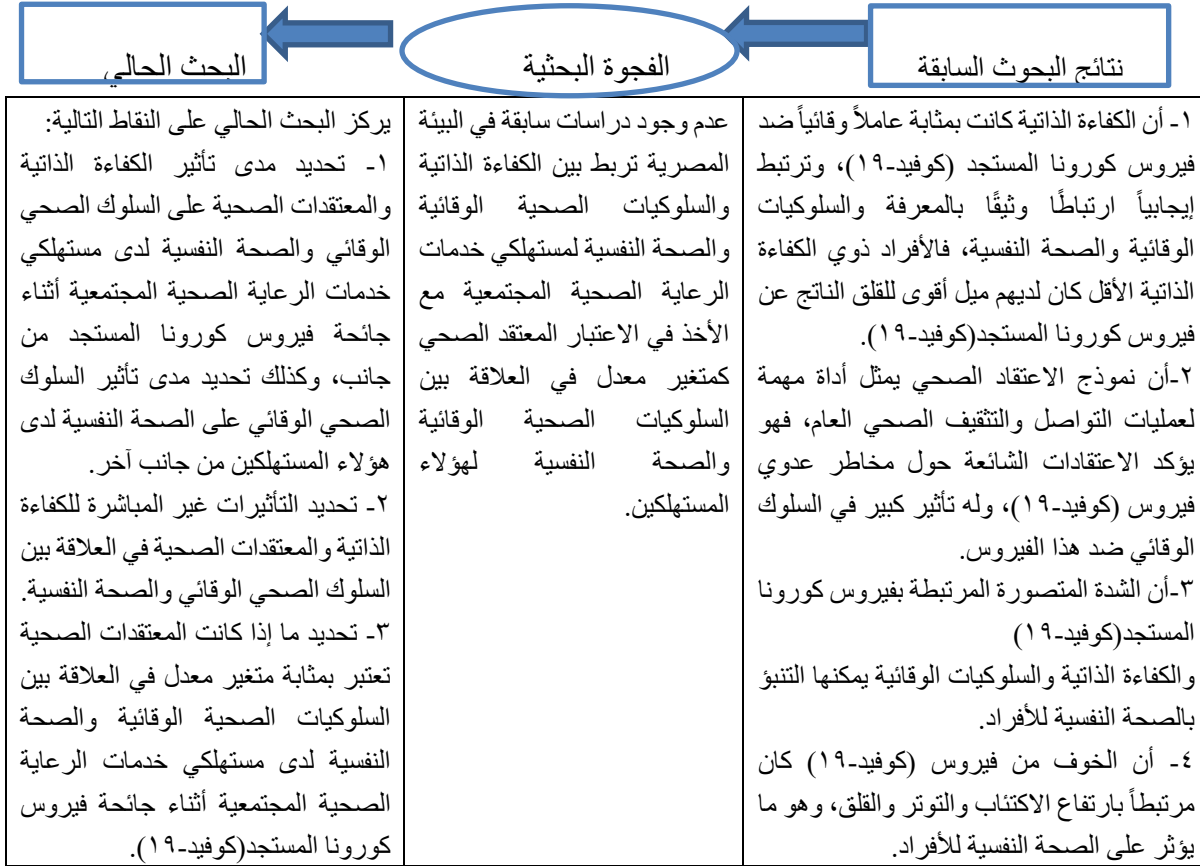 نتائج البحوث السابقة
الفجوة البحثية
البحث الحالي
١- أن الكفاءة الذاتية كانت بمثابة عاملاً وقائياً ضد
فيروس كورونا المستجد (كوفيد-١٩)، وترتبط
إيجابياً ارتباطًا وثيقًا بالمعرفة والسلوكيات
الوقائية والصحة النفسية، فالأفراد ذوي الكفاءة
الذاتية الأقل كان لديهم ميل أقوى للقلق الناتج عن
فيروس كورونا المستجد(كوفيد-١٩).
٢-أن نموذج الاعتقاد الصحي يمثل أداة مهمة
لعمليات التواصل والتثقيف الصحي العام، فهو
يؤكد الاعتقادات الشائعة حول مخاطر عدوي
فيروس (كوفيد-١٩)، وله تأثير كبير في السلوك
الوقائي ضد هذا الفيروس.
٣-أن الشدة المتصورة المرتبطة بفيروس كورونا
المستجد(كوفيد-١٩)
والكفاءة الذاتية والسلوكيات الوقائية يمكنها التنبؤ
بالصحة النفسية للأفراد.
٤- أن الخوف من فيروس (كوفيد-١٩) كان
مرتبطاً بارتفاع الاكتئاب والتوتر والقلق، وهو ما
يؤثر على الصحة النفسية للأفراد.
عدم وجود دراسات سابقة في البيئة
المصرية تربط بين الكفاءة الذاتية
والسلوكيات الصحية الوقائية
والصحة النفسية لمستهلكي خدمات
الرعاية الصحية المجتمعية مع
الأخذ في الاعتبار المعتقد الصحي
كمتغير معدل في العلاقة بين
السلوكيات الصحية الوقائية
والصحة النفسية لهؤلاء
المستهلكين.
يركز البحث الحالي على النقاط التالية:
١- تحديد مدى تأثير الكفاءة الذاتية
والمعتقدات الصحية على السلوك الصحي
الوقائي والصحة النفسية لدى مستهلكي
خدمات الرعاية الصحية المجتمعية أثناء
جائحة فيروس كورونا المستجد من
جانب، وكذلك تحديد مدى تأثير السلوك
الصحي الوقائي على الصحة النفسية لدى
هؤلاء المستهلكين من جانب آخر.
٢- تحديد التأثيرات غير المباشرة للكفاءة
الذاتية والمعتقدات الصحية في العلاقة بين
السلوك الصحي الوقائي والصحة النفسية.
٣- تحديد ما إذا كانت المعتقدات الصحية
تعتبر بمثابة متغير معدل في العلاقة بين
السلوكيات الصحية الوقائية والصحة
النفسية لدى مستهلكي خدمات الرعاية
الصحية المجتمعية أثناء جائحة فيروس
كورونا المستجد(كوفيد-١٩).